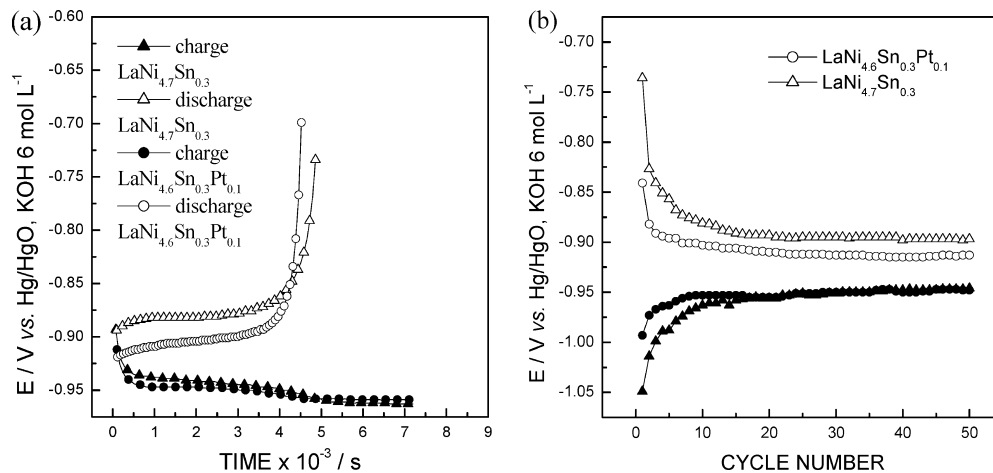 (a)
E / V vs. Hg/HgO, KOH 6 mol L⁻¹
-0.60
-0.65
-0.70
-0.75
-0.80
-0.85
-0.90
-0.95
charge
LaNi₄.₇Sn₀.₃
discharge
LaNi₄.₇Sn₀.₃
charge
LaNi₄.₆Sn₀.₃Pt₀.₁
discharge
LaNi₄.₆Sn₀.₃Pt₀.₁
0 1 2 3 4 5 6 7 8 9
TIME x 10⁻³ / s
(b)
E / V vs. Hg/HgO, KOH 6 mol L⁻¹
-0.70
-0.75
-0.80
-0.85
-0.90
-0.95
-1.00
-1.05
LaNi₄.₆Sn₀.₃Pt₀.₁
LaNi₄.₇Sn₀.₃
0 10 20 30 40 50
CYCLE NUMBER